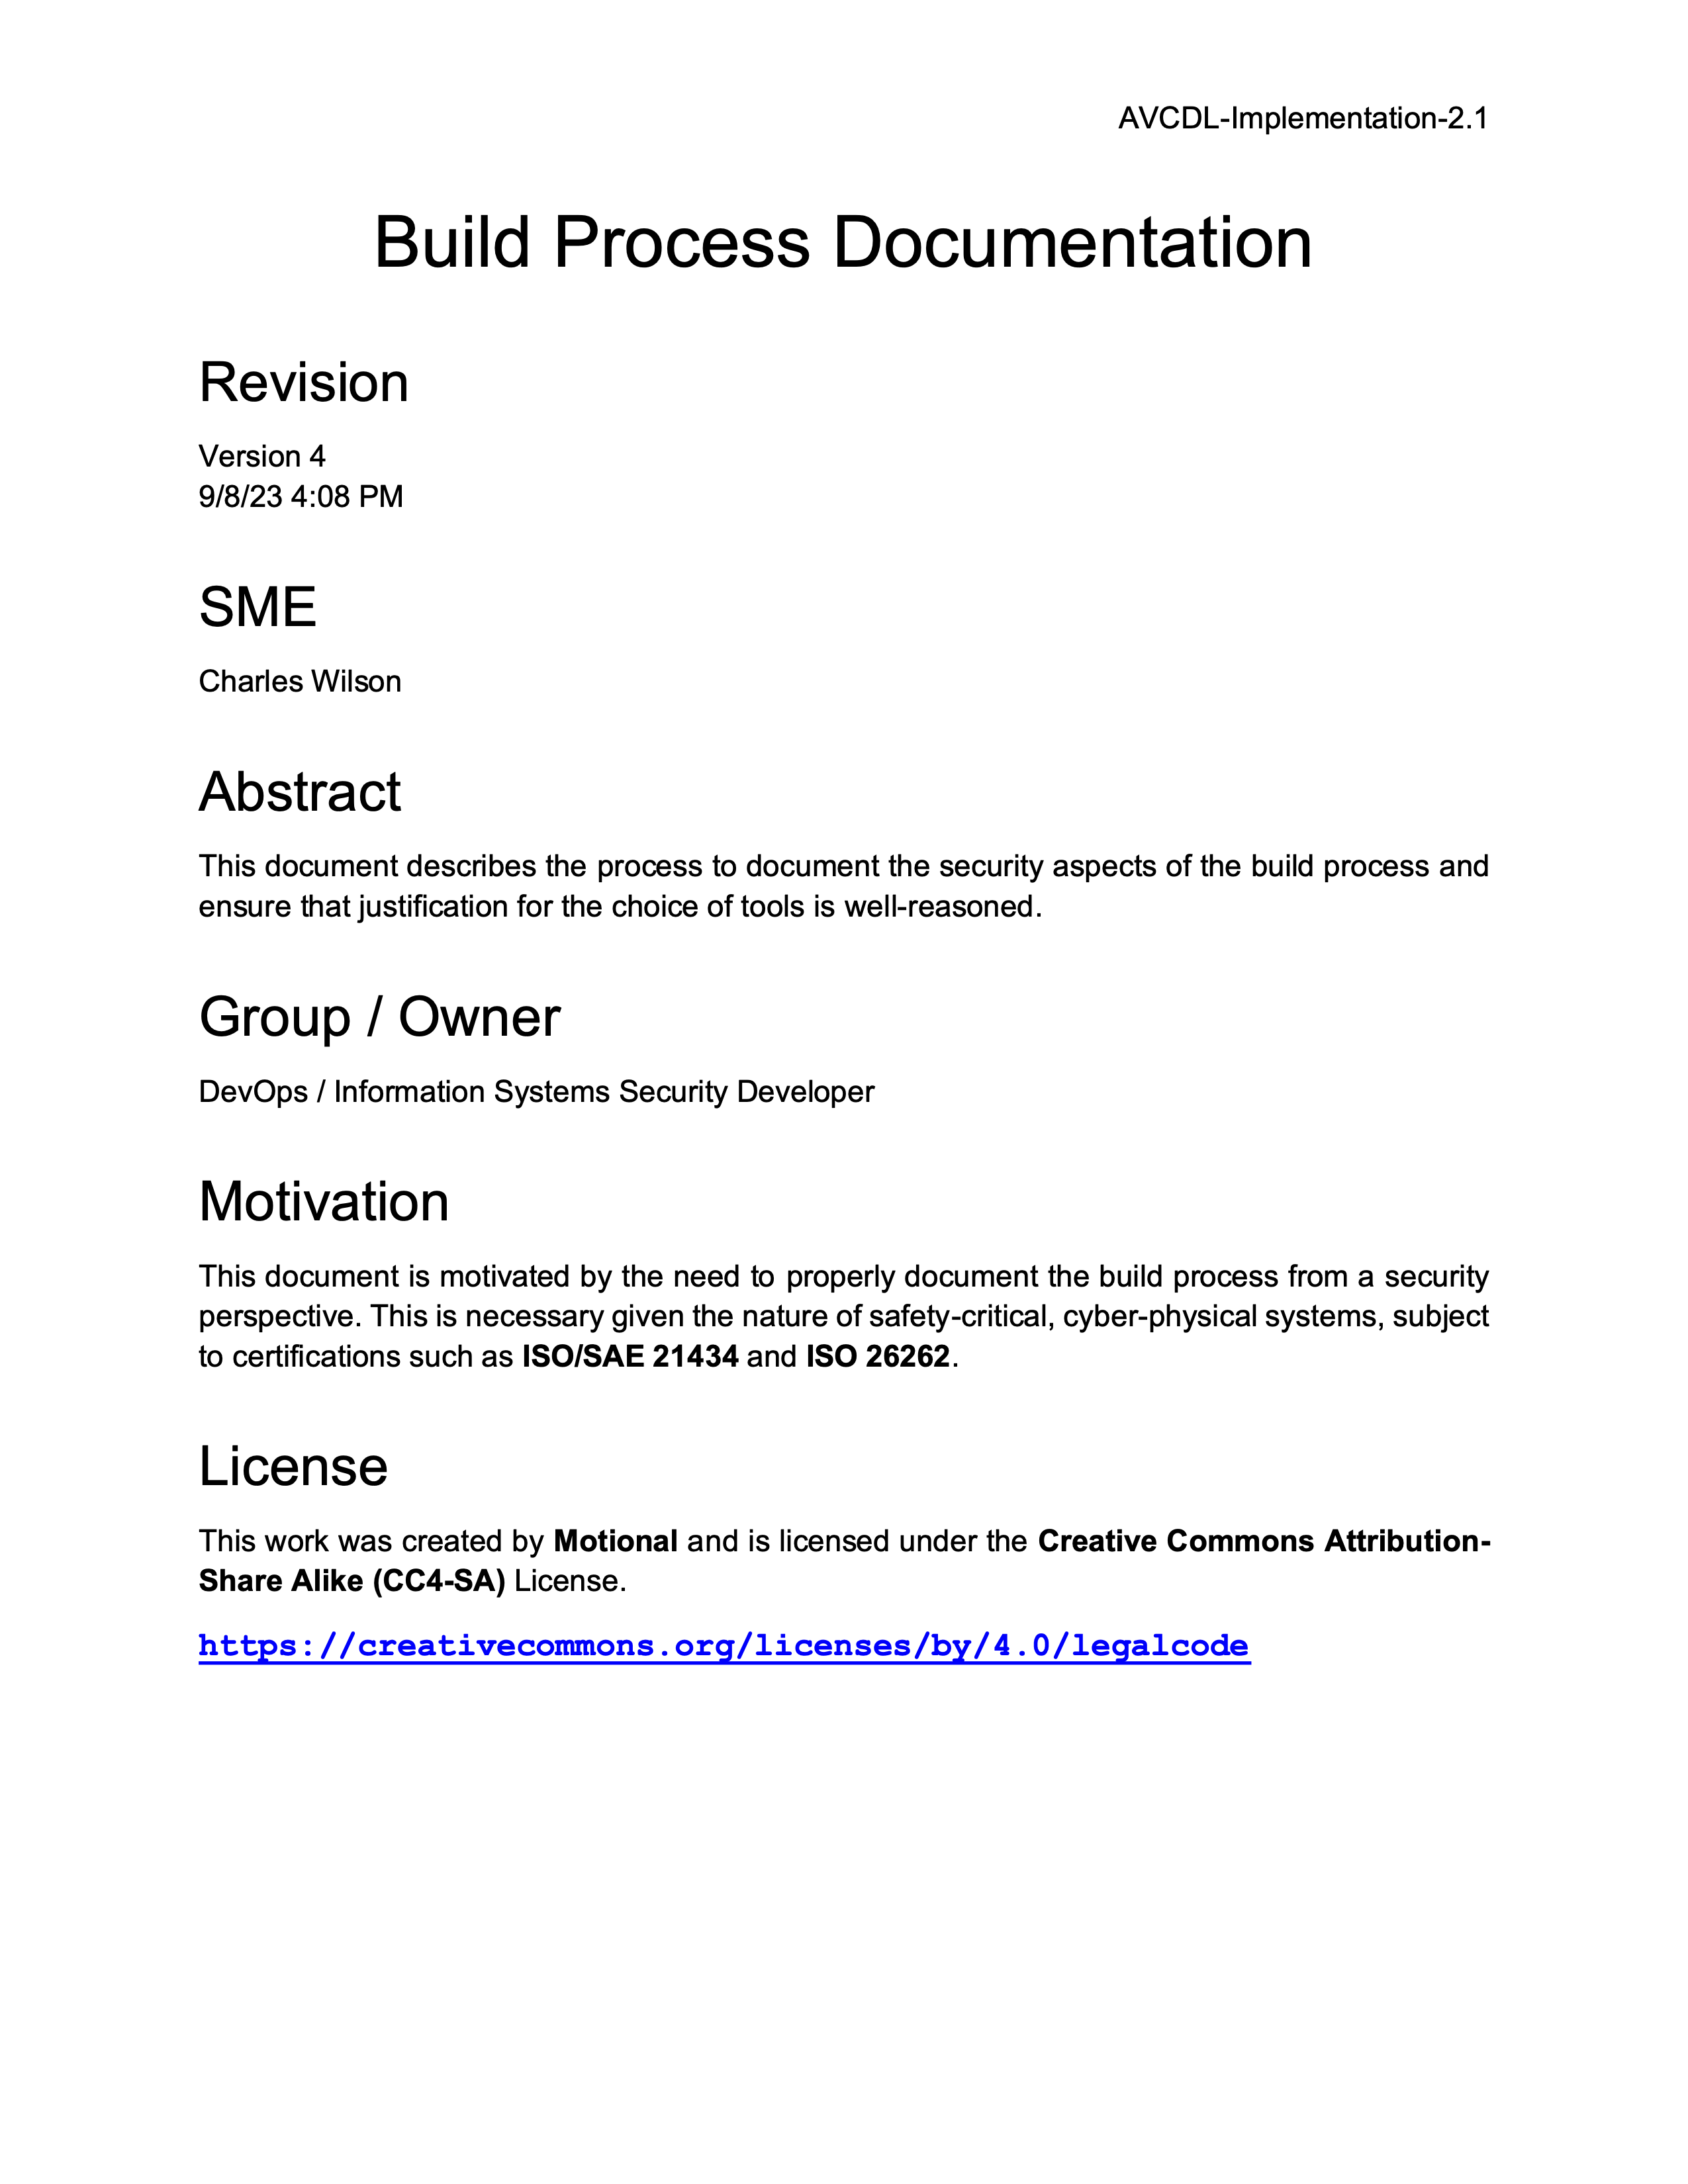 AVCDL-Implementation-2.1
Build Process Documentation
Revision
Version 4
9/8/23 4:08 PM
SME
Charles Wilson
Abstract
This document describes the process to document the security aspects of the build process and
ensure that justification for the choice of tools is well-reasoned.
Group / Owner
DevOps / Information Systems Security Developer
Motivation
This document is motivated by the need to properly document the build process from a security
perspective. This is necessary given the nature of safety-critical, cyber-physical systems, subject
to certifications such as ISO/SAE 21434 and ISO 26262.
License
This work was created by Motional and is licensed under the Creative Commons Attribution-
Share Alike (CC4-SA) License.
https://creativecommons.org/licenses/by/4.0/legalcode